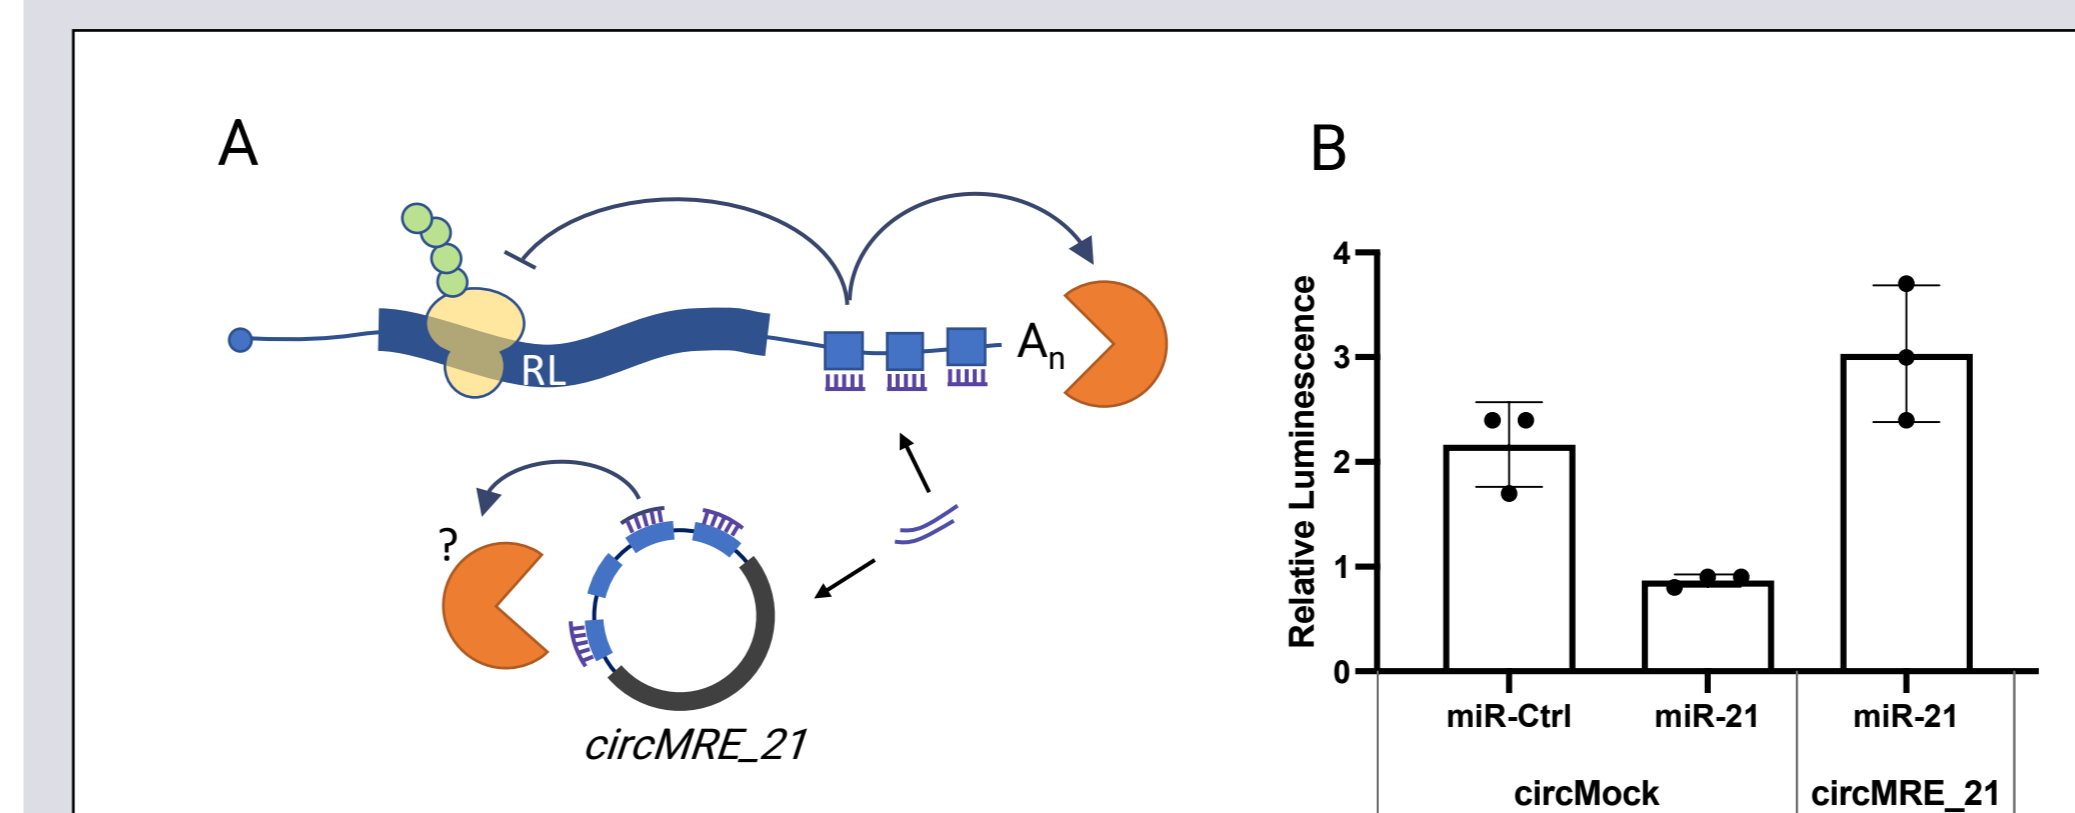 A
RL
An
?
circMRE_21
B
Relative Luminescence
4
3
2
1
0
miR-Ctrl miR-21 miR-21
circMock circMRE_21